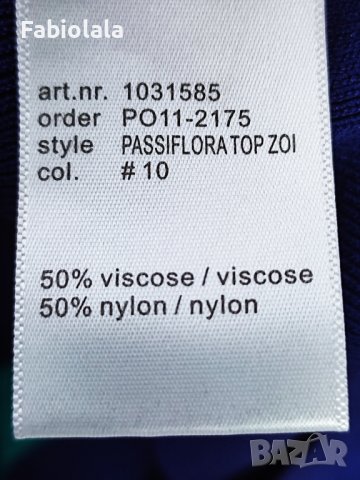 Fabiolala
art.nr. 1031585
order PO11-2175
style PASSIFLORA TOP ZOI
col. # 10
50% viscose / viscose
50% nylon / nylon
BAZAR